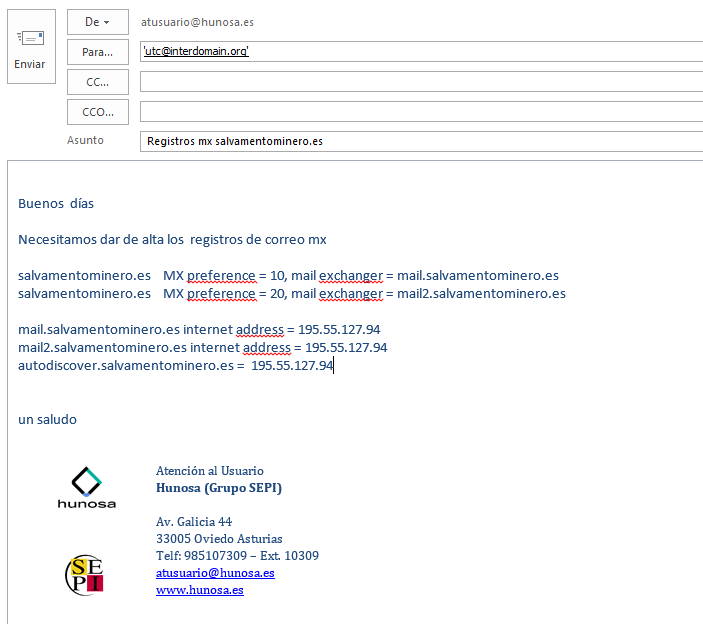 De
atusuario@hunosa.es
Enviar
Para...
'utc@interdomain.org'
CC...
CCO...
Asunto
Registros mx salvamentominero.es
Buenos días
Necesitamos dar de alta los registros de correo mx
salvamentominero.es MX preference = 10, mail exchanger = mail.salvamentominero.es
salvamentominero.es MX preference = 20, mail exchanger = mail2.salvamentominero.es
mail.salvamentominero.es internet address = 195.55.127.94
mail2.salvamentominero.es internet address = 195.55.127.94
autodiscover.salvamentominero.es = 195.55.127.94
un saludo
hunosa
SEPI
Atención al Usuario
Hunosa (Grupo SEPI)
Av. Galicia 44
33005 Oviedo Asturias
Telf: 985107309 – Ext. 10309
atusuario@hunosa.es
www.hunosa.es